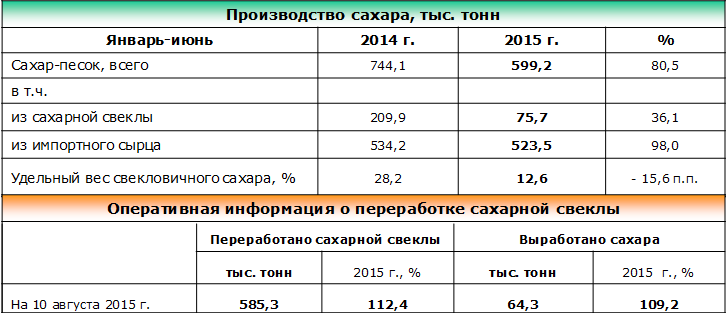 Производство сахара, тыс. тонн
Январь-июнь 2014 г. 2015 г. %
Сахар-песок, всего 744,1 599,2 80,5
в т.ч.
из сахарной свеклы 209,9 75,7 36,1
из импортного сырца 534,2 523,5 98,0
Удельный вес свекловичного сахара, % 28,2 12,6 - 15,6 п.п.
Оперативная информация о переработке сахарной свеклы
Переработано сахарной свеклы Выработано сахара
тыс. тонн 2015 г., % тыс. тонн 2015 г., %
На 10 августа 2015 г. 585,3 112,4 64,3 109,2